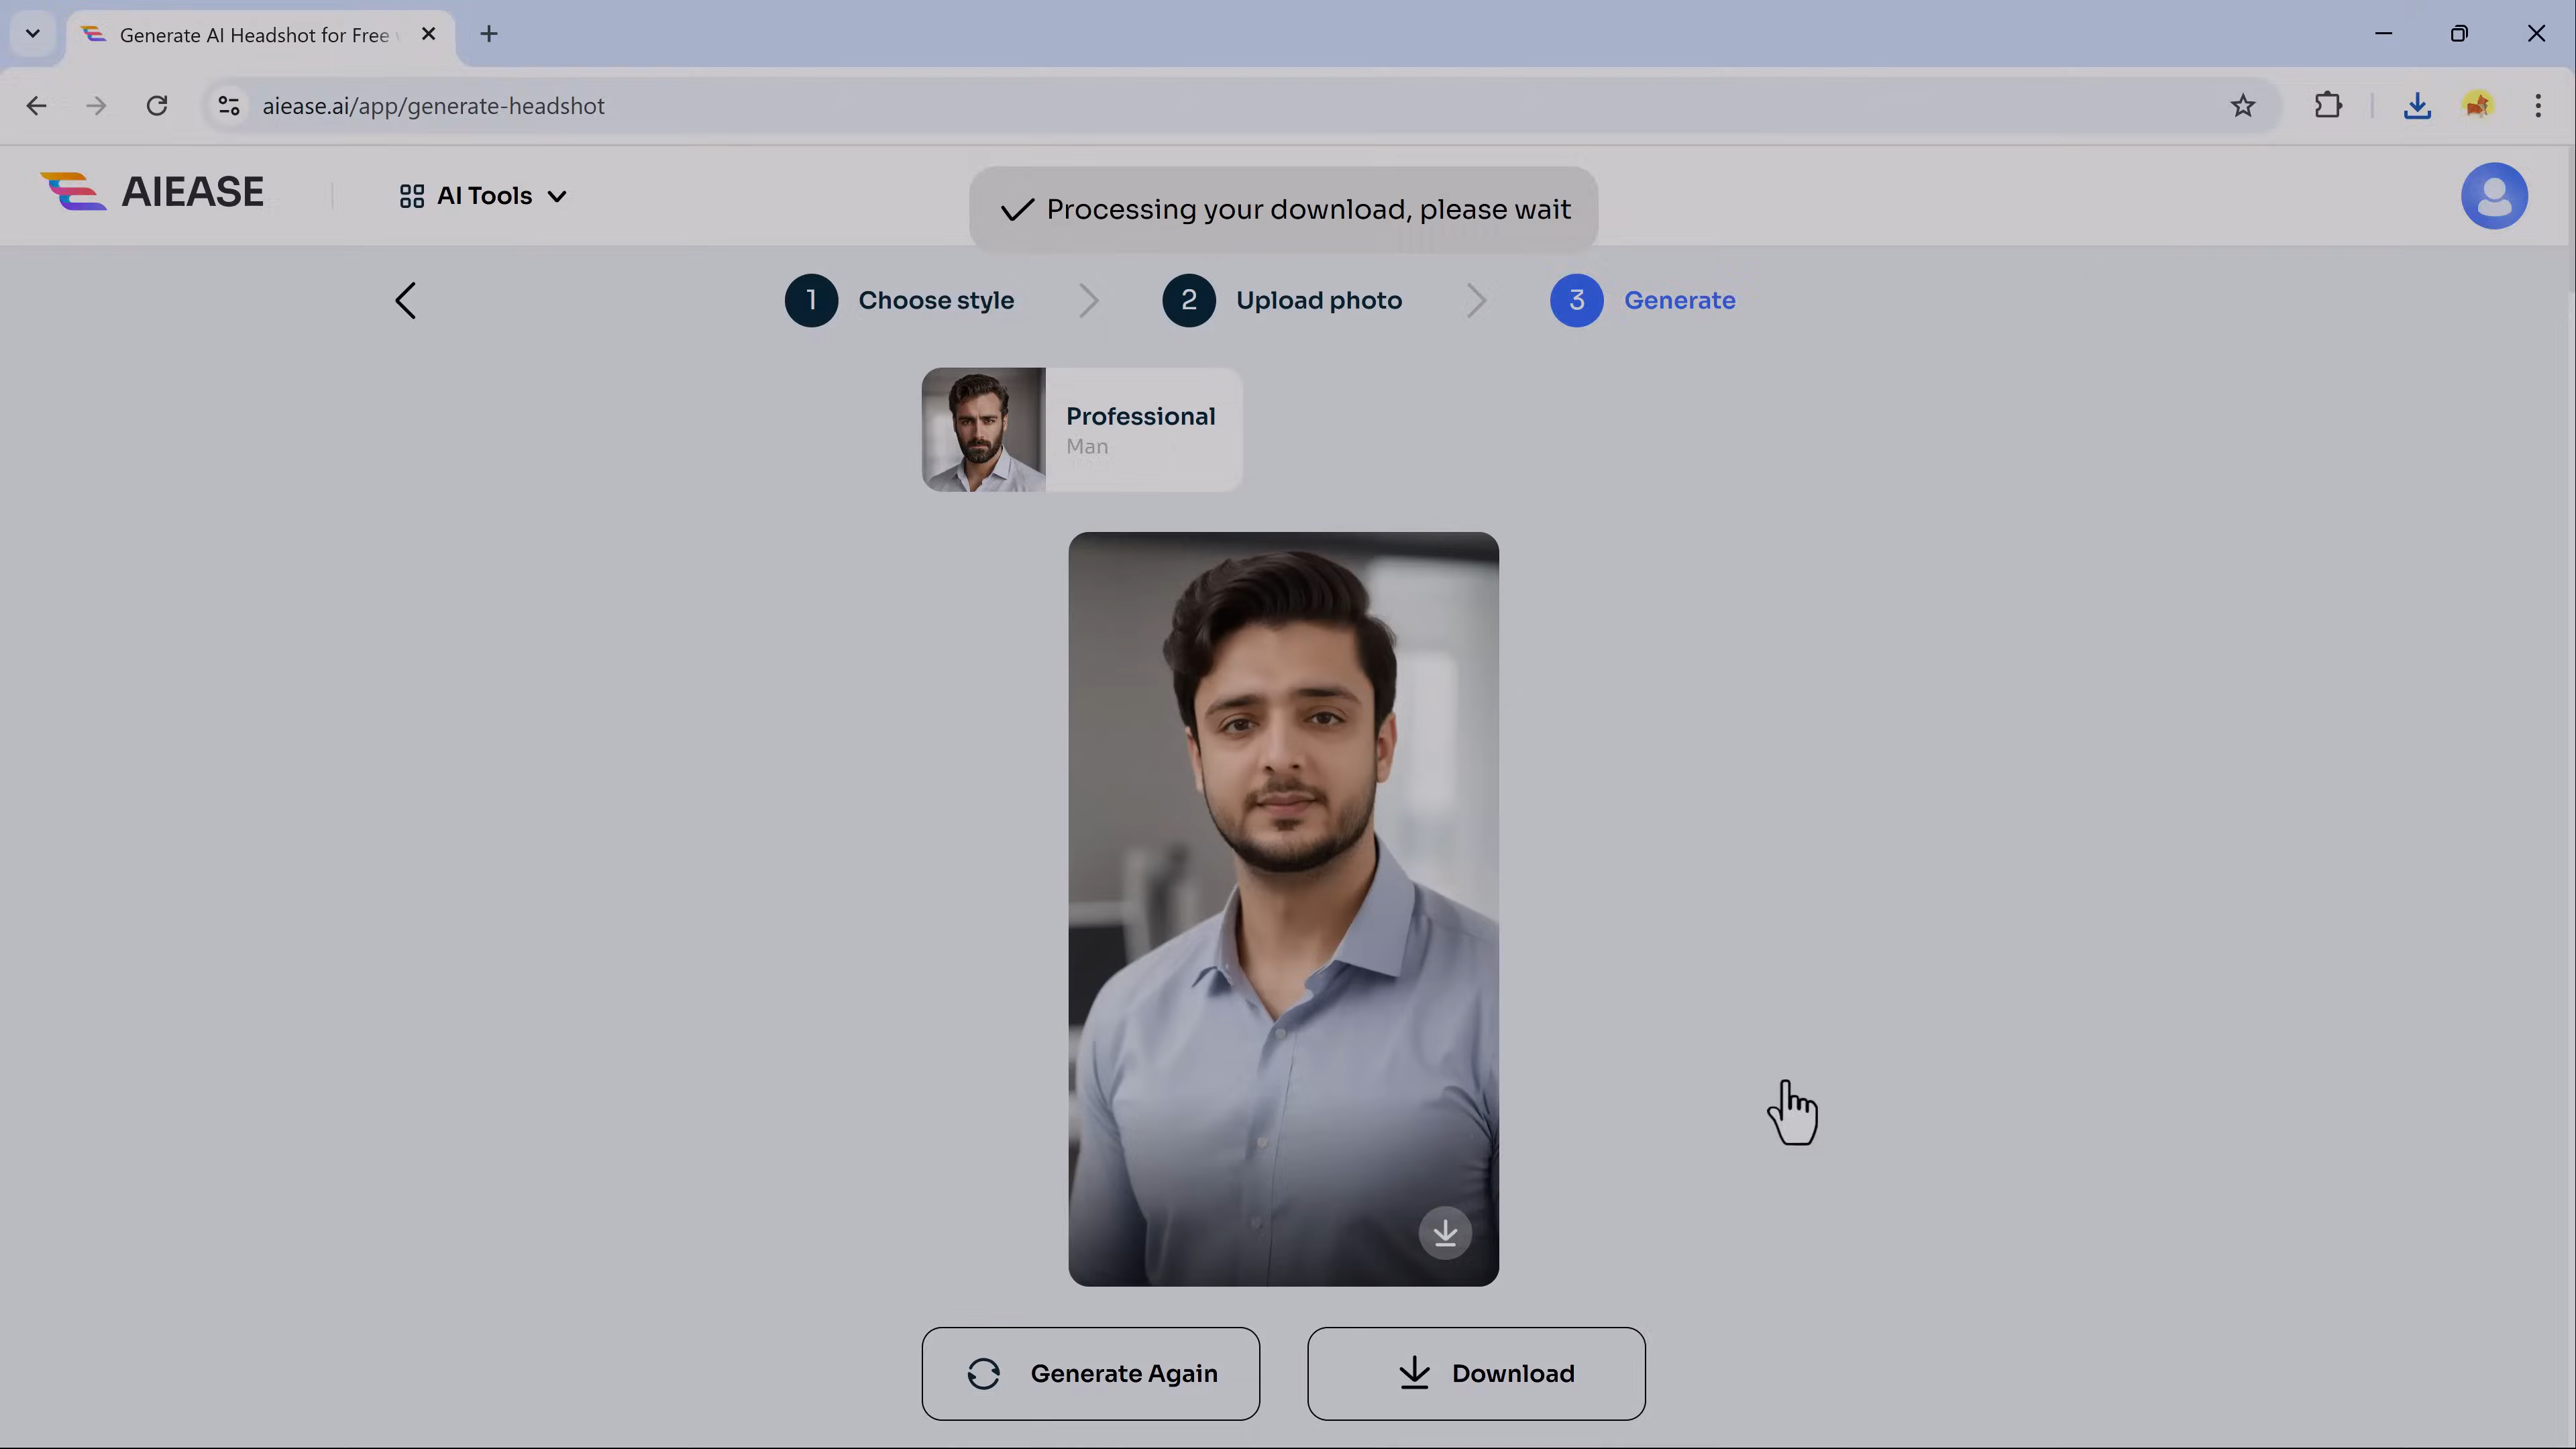 Generate AI Headshot for Free
aiease.ai/app/generate-headshot
AIEASE
AI Tools
Processing your download, please wait
1 Choose style
2 Upload photo
3 Generate
Professional
Man
Generate Again
Download